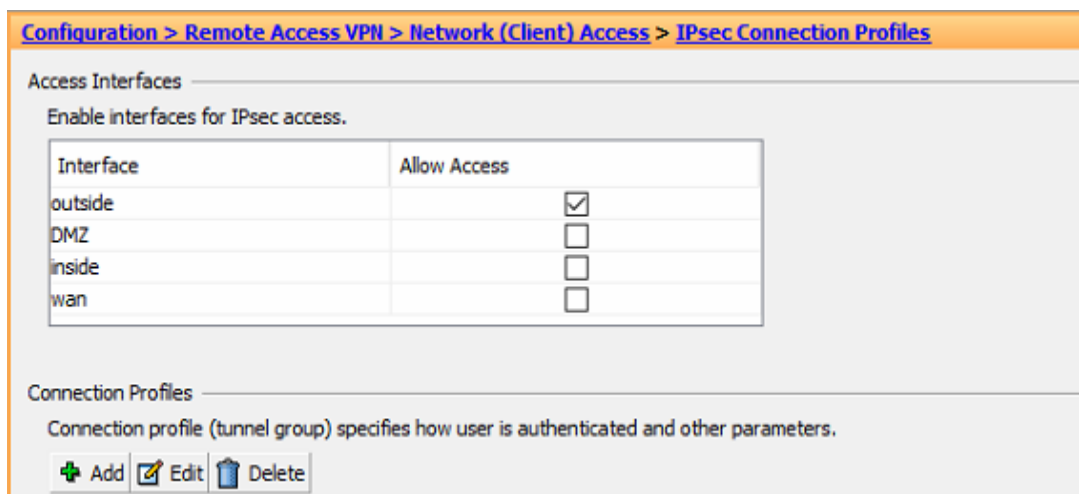 Configuration > Remote Access VPN > Network (Client) Access > IPsec Connection Profiles
Access Interfaces
Enable interfaces for IPsec access.
Interface Allow Access
outside
DMZ
inside
wan
Connection Profiles
Connection profile (tunnel group) specifies how user is authenticated and other parameters.
Add Edit Delete